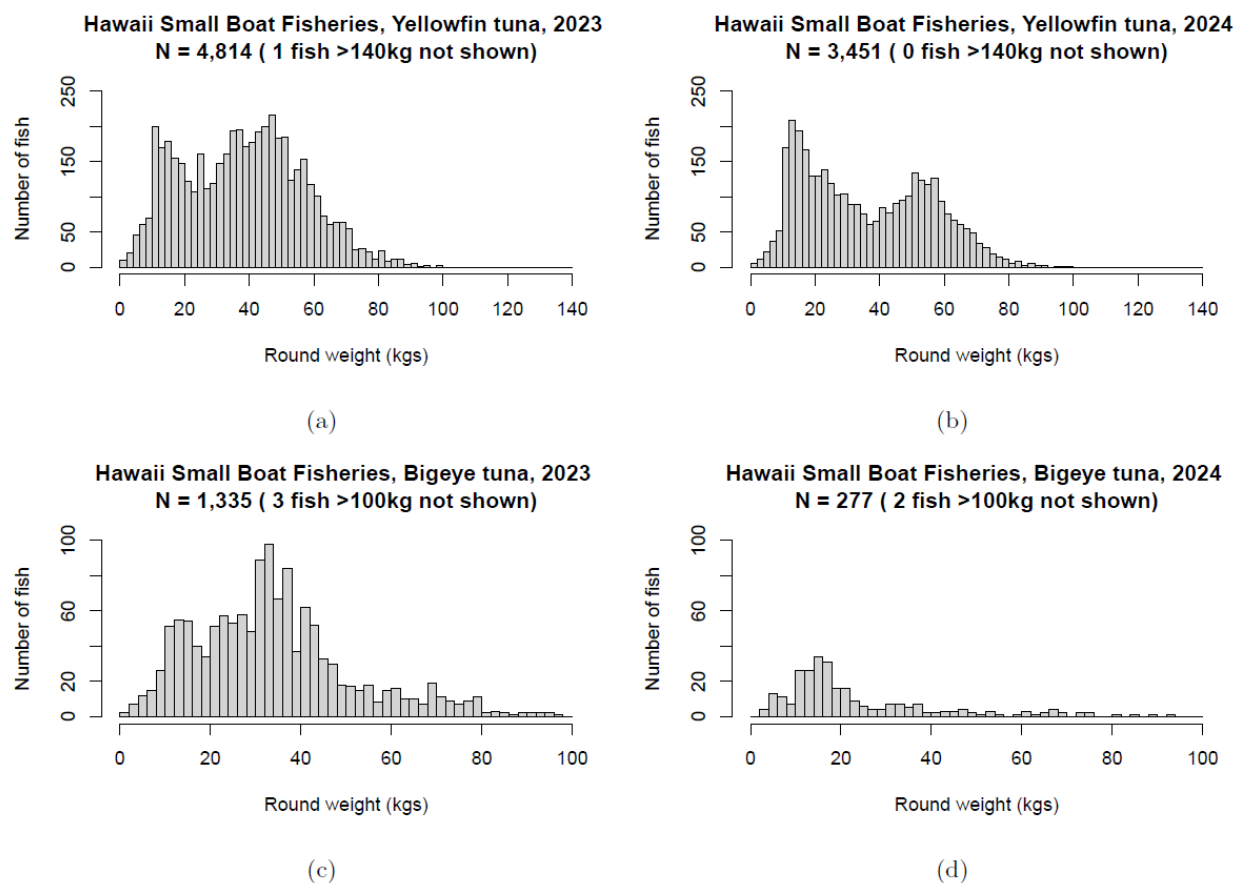 Hawaii Small Boat Fisheries, Yellowfin tuna, 2023
N = 4,814 ( 1 fish >140kg not shown)
Number of fish
250
150
50
0
0 20 40 60 80 100 120 140
Round weight (kgs)
(a)
Hawaii Small Boat Fisheries, Yellowfin tuna, 2024
N = 3,451 ( 0 fish >140kg not shown)
Number of fish
250
150
50
0
0 20 40 60 80 100 120 140
Round weight (kgs)
(b)
Hawaii Small Boat Fisheries, Bigeye tuna, 2023
N = 1,335 ( 3 fish >100kg not shown)
Number of fish
100
60
20
0
0 20 40 60 80 100
Round weight (kgs)
(c)
Hawaii Small Boat Fisheries, Bigeye tuna, 2024
N = 277 ( 2 fish >100kg not shown)
Number of fish
100
60
20
0
0 20 40 60 80 100
Round weight (kgs)
(d)